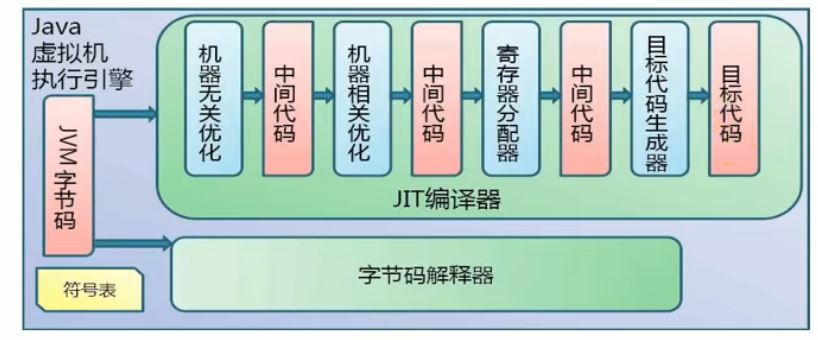 Java
虚拟机
执行引擎
JVM字节码
符号表
机器无关优化
中间代码
机器相关优化
中间代码
寄存器分配器
中间代码
目标代码生成器
目标代码
JIT编译器
字节码解释器